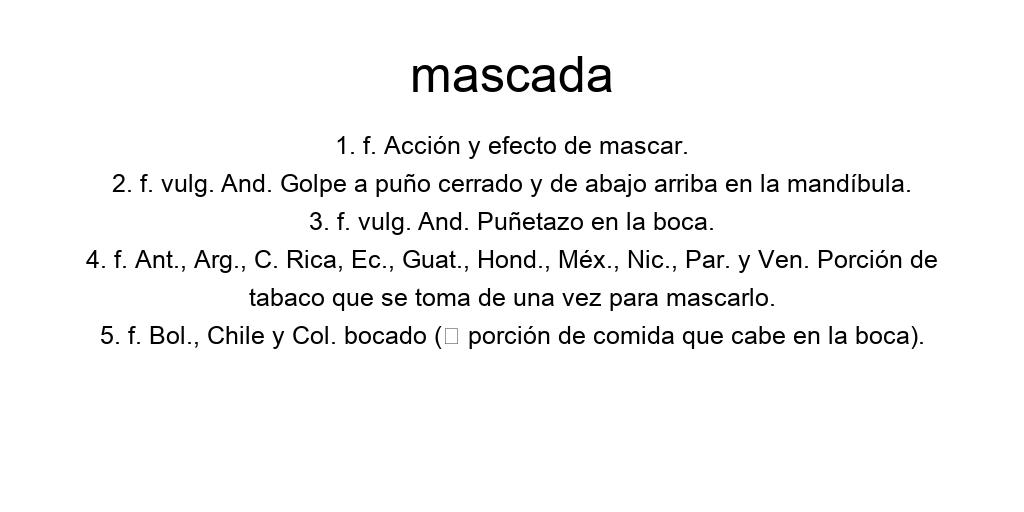 mascada
1. f. Acción y efecto de mascar.
2. f. vulg. And. Golpe a puño cerrado y de abajo arriba en la mandíbula.
3. f. vulg. And. Puñetazo en la boca.
4. f. Ant., Arg., C. Rica, Ec., Guat., Hond., Méx., Nic., Par. y Ven. Porción de
tabaco que se toma de una vez para mascarlo.
5. f. Bol., Chile y Col. bocado (▯ porción de comida que cabe en la boca).